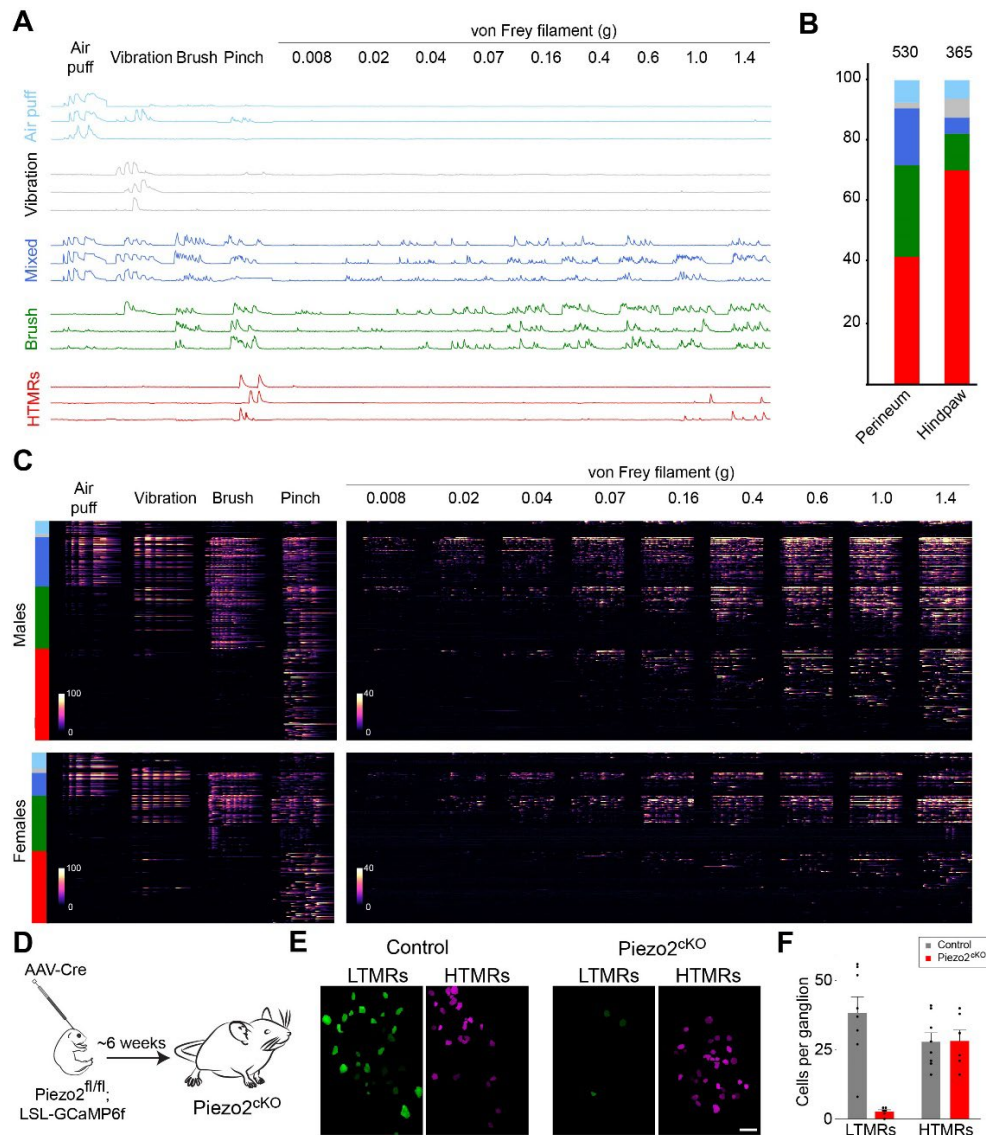 A
von Frey filament (g)
Air puff
Vibration Brush Pinch 0.008 0.02 0.04 0.07 0.16 0.4 0.6 1.0 1.4
Air puff
Vibration
Mixed
Brush
HTMRs
B
530 365
100
80
60
40
20
Perineum
Hindpaw
C
von Frey filament (g)
Air puff
Vibration Brush Pinch 0.008 0.02 0.04 0.07 0.16 0.4 0.6 1.0 1.4
Males
100
0
40
0
Females
100
0
40
0
D
AAV-Cre
~6 weeks
Piezo2fl/fl;
LSL-GCaMP6f
Piezo2cKO
E
Control Piezo2cKO
LTMRs HTMRs LTMRs HTMRs
F
Control
Piezo2cKO
Cells per ganglion
50
25
0
LTMRs HTMRs